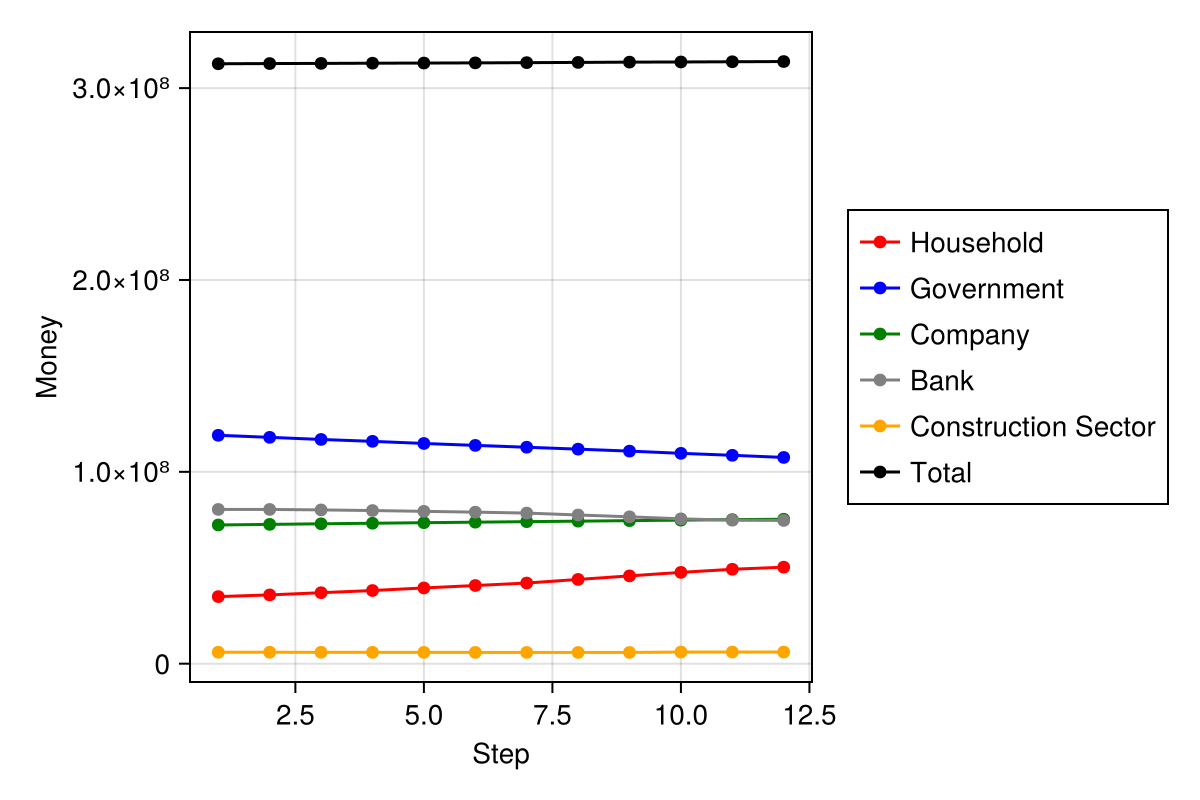 3.0×10⁸
2.0×10⁸
1.0×10⁸
0
Money
2.5 5.0 7.5 10.0 12.5
Step
Household
Government
Company
Bank
Construction Sector
Total